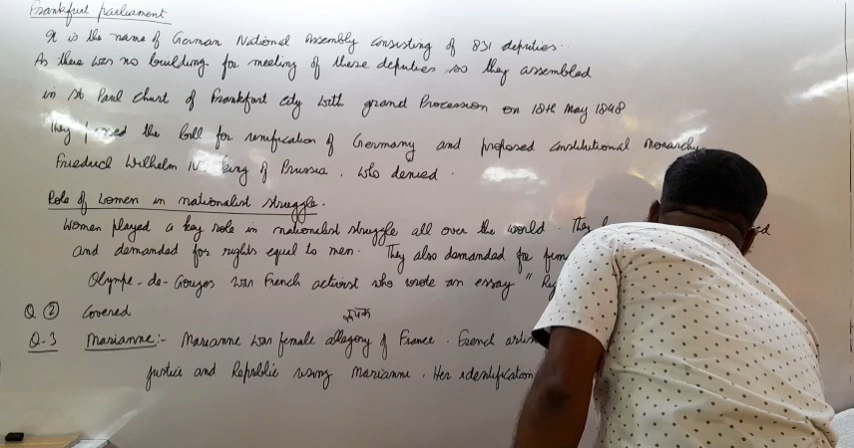 Frankfurt parliament
It is the name of German National Assembly consisting of 831 deputies.
As there was no building for meeting of these deputies so they assembled
in St Paul Church of Frankfurt city with grand Procession on 18th May 1848
They passed the bill for reunification of Germany and proposed constitutional monarchy
Friedrich Wilhelm IV. king of Prussia. who denied.
Role of women in nationalist struggle.
Women played a key role in nationalist struggle all over the world. They
and demanded for rights equal to men. They also demanded for
Olympe-de-Gouges was French activist who wrote an essay "
Q ② Covered
रूपक
Q-3 Marianne:- Marianne was female allegory of France. French
justice and Republic using Marianne. Her identification